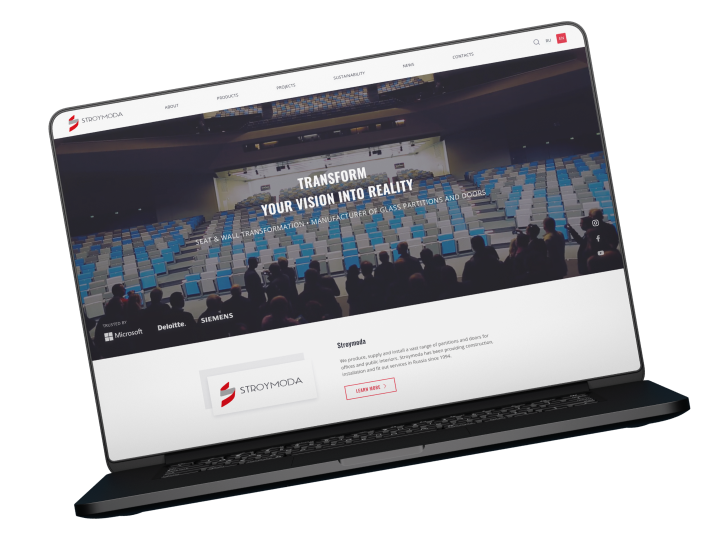 STROYMODA
ABOUT
PRODUCTS
PROJECTS
SUSTAINABILITY
NEWS
CONTACTS
RU
EN
TRANSFORM
YOUR VISION INTO REALITY
SEAT & WALL TRANSFORMATION • MANUFACTURER OF GLASS PARTITIONS AND DOORS
TRUSTED BY
Microsoft
Deloitte.
SIEMENS
STROYMODA
Stroymoda
We produce, supply and install a vast range of partitions and doors for
offices and public interiors. Stroymoda has been providing construction,
installation and fit out services in Russia since 1994.
LEARN MORE